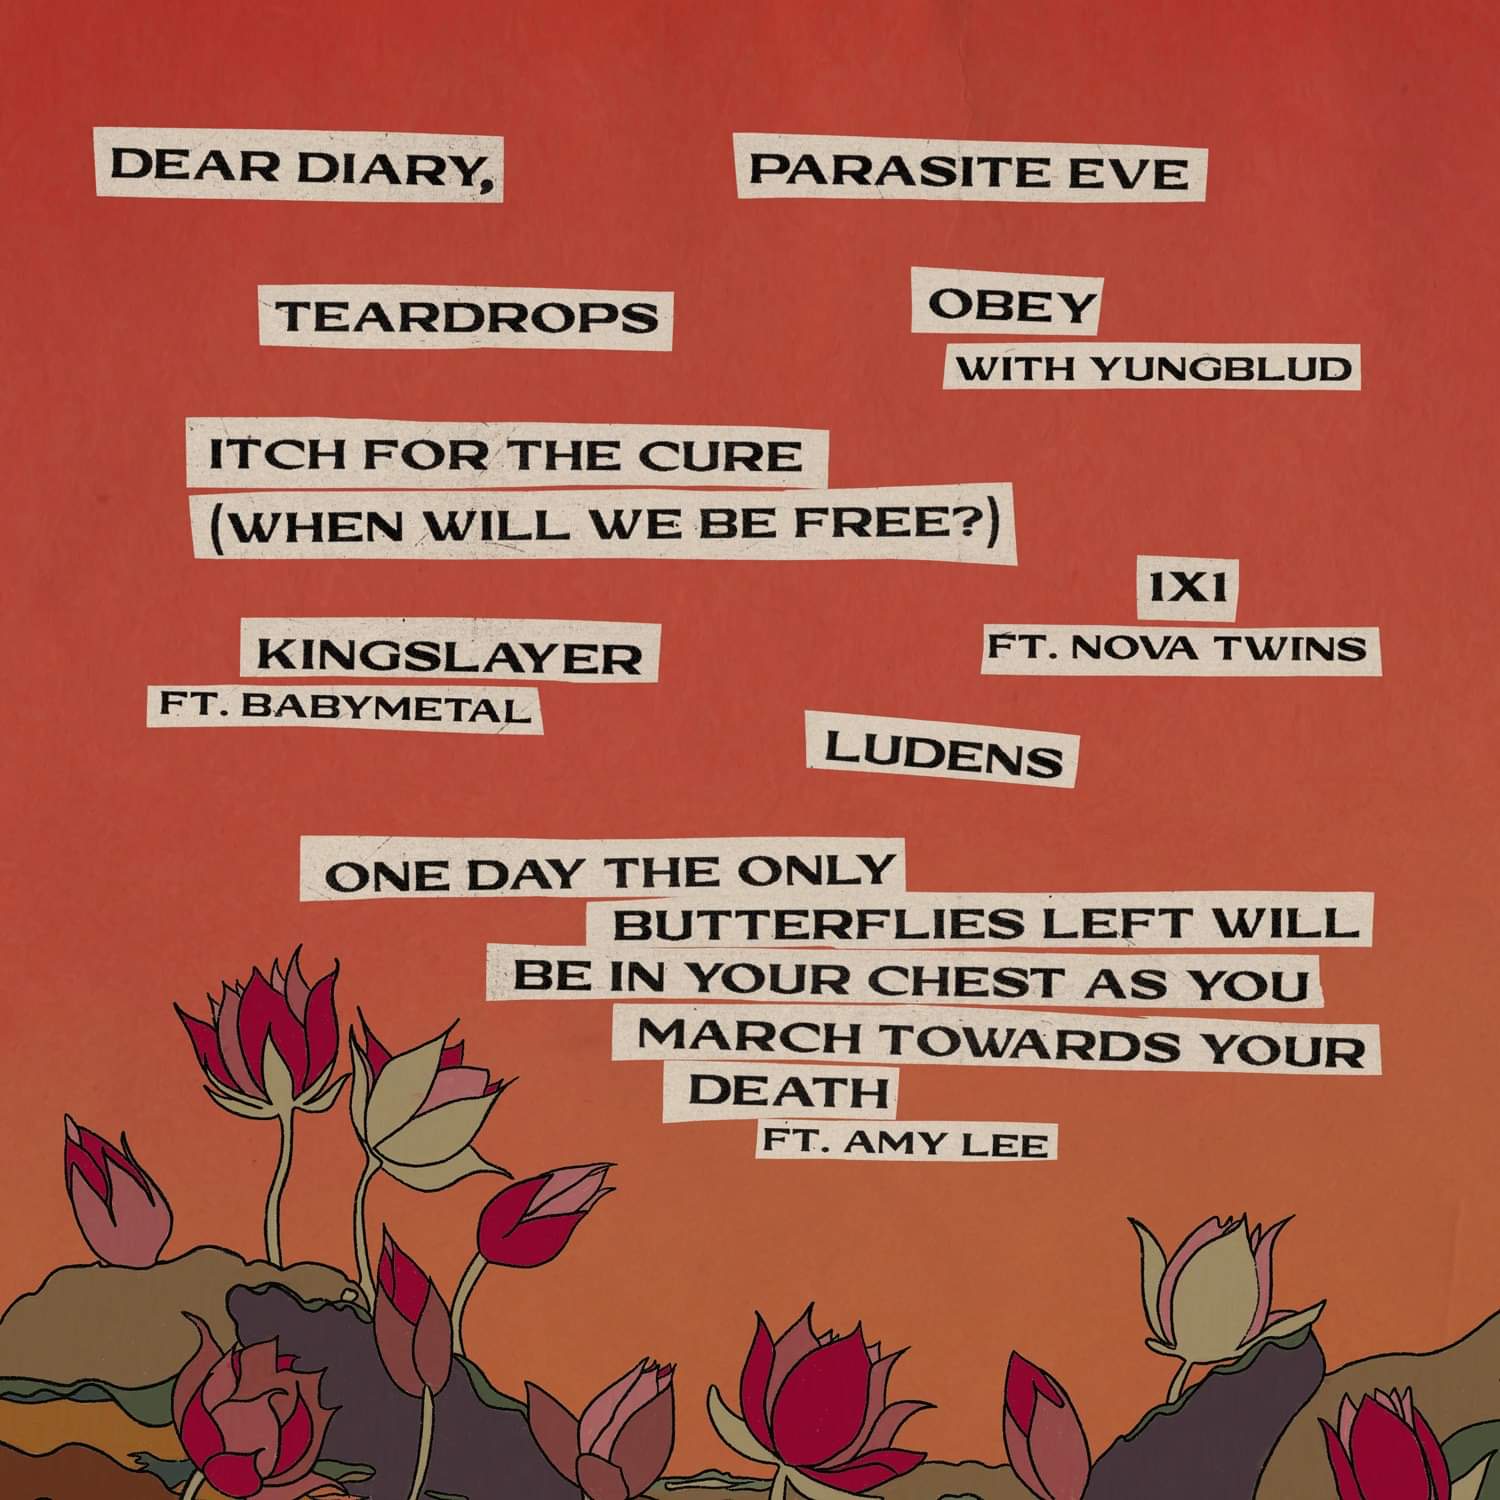 DEAR DIARY,
PARASITE EVE
TEARDROPS
OBEY
WITH YUNGBLUD
ITCH FOR THE CURE
(WHEN WILL WE BE FREE?)
KINGSLAYER
FT. BABYMETAL
1X1
FT. NOVA TWINS
LUDENS
ONE DAY THE ONLY
BUTTERFLIES LEFT WILL
BE IN YOUR CHEST AS YOU
MARCH TOWARDS YOUR
DEATH
FT. AMY LEE